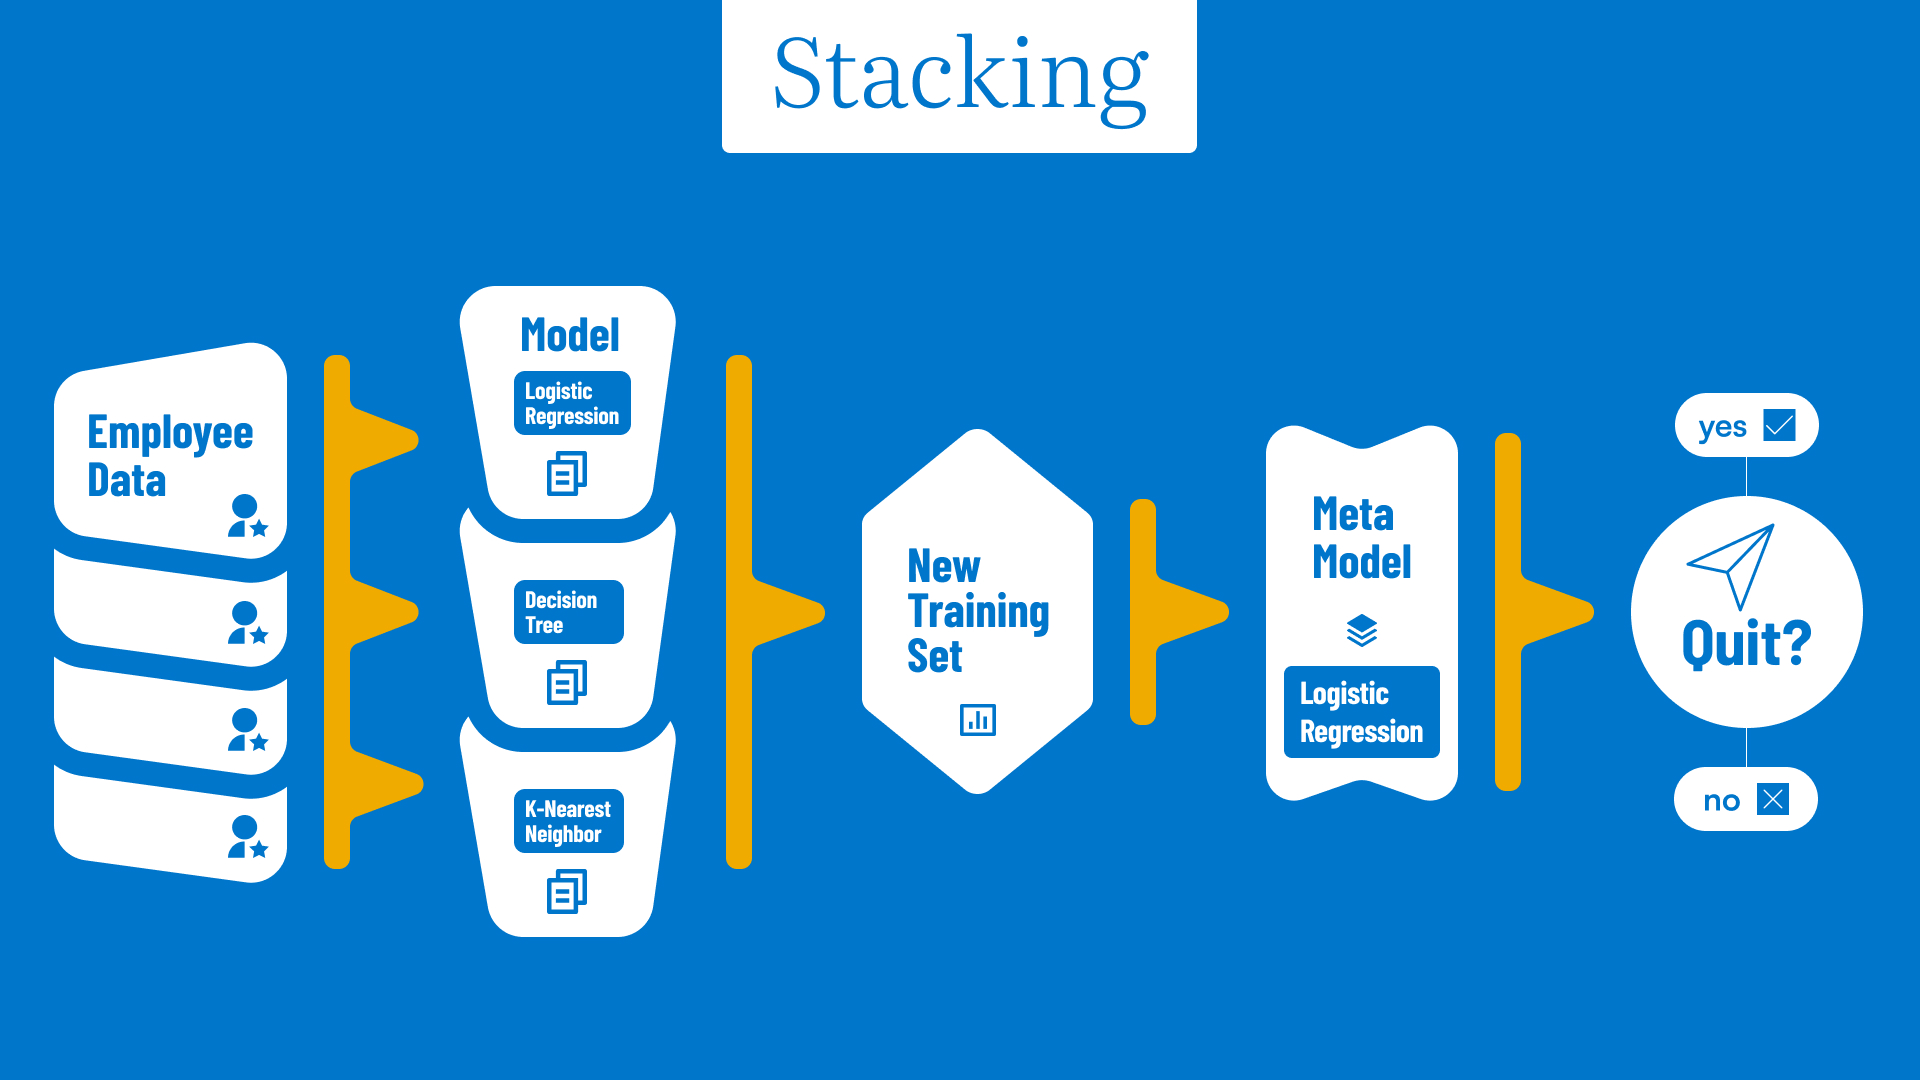 Stacking
Employee
Data
Model
Logistic
Regression
Decision
Tree
K-Nearest
Neighbor
New
Training
Set
Meta
Model
Logistic
Regression
yes
Quit?
no